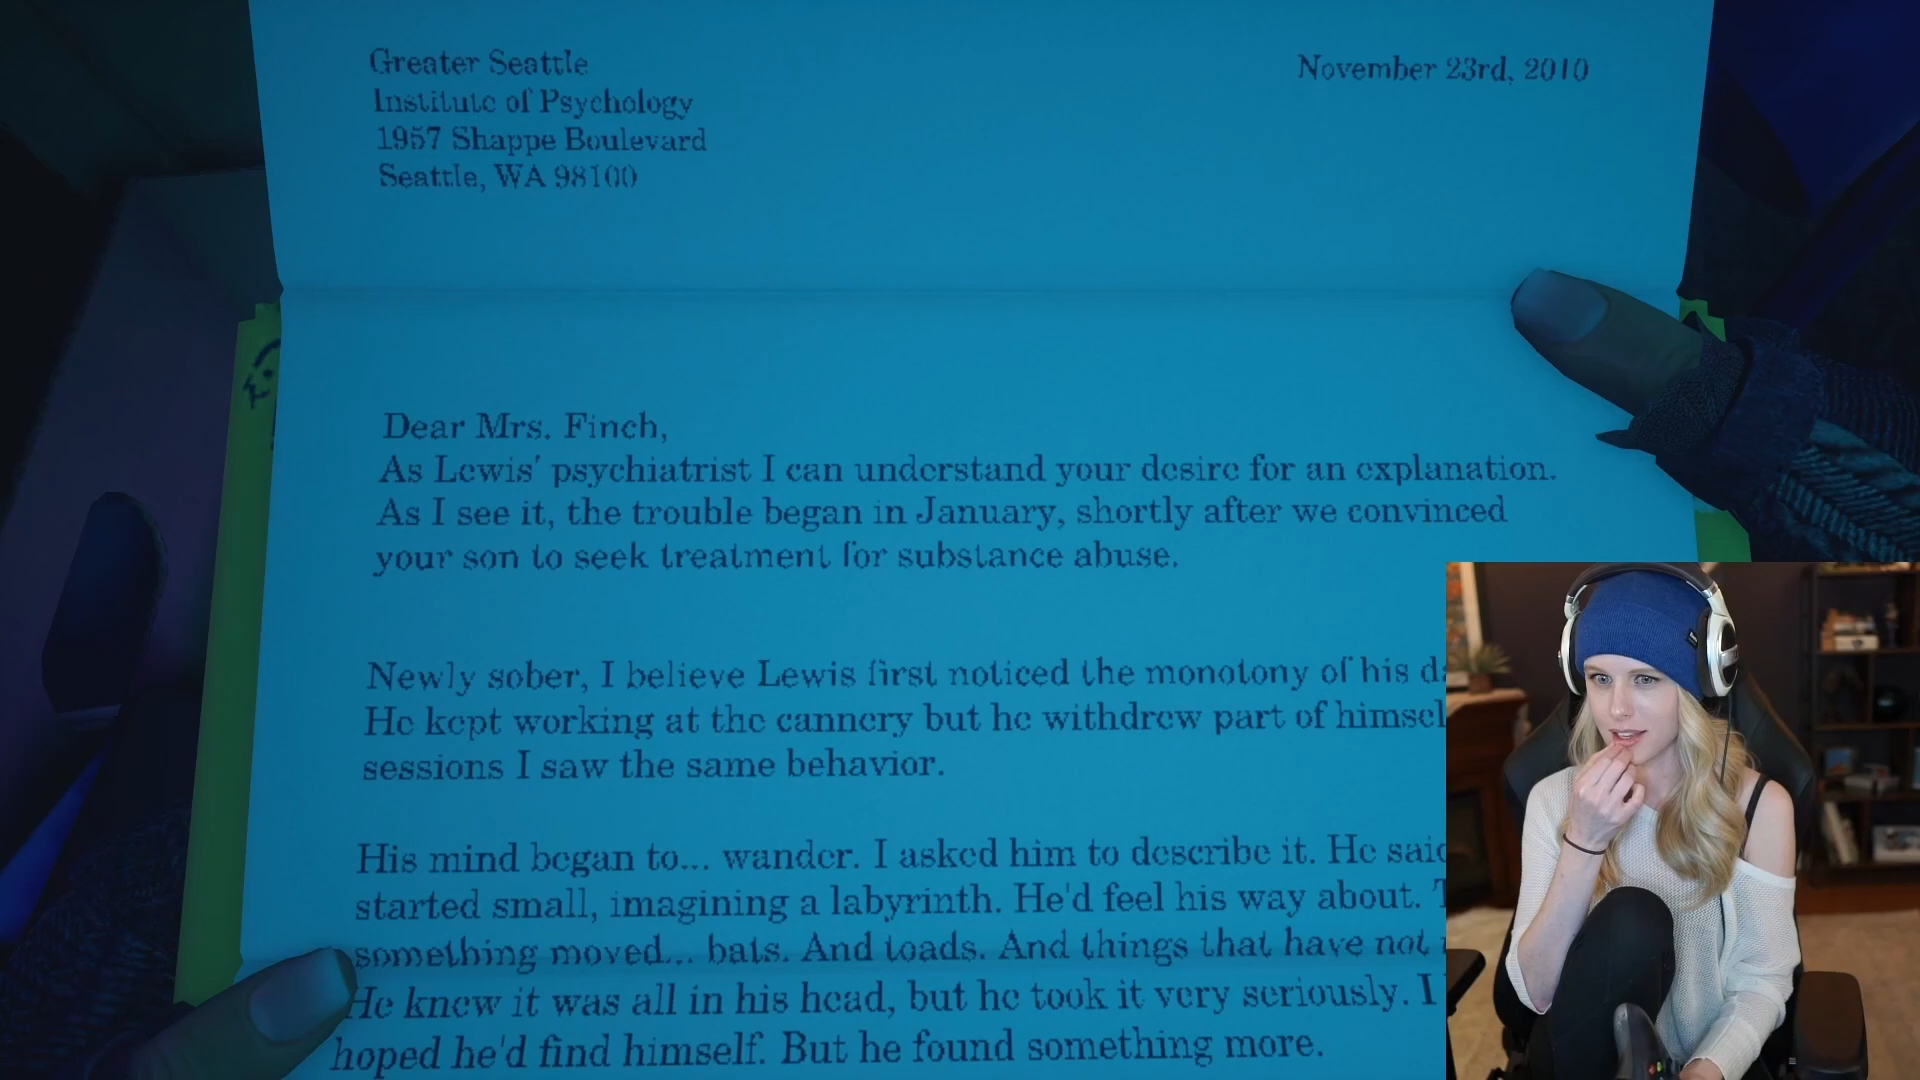 Greater Seattle
November 23rd, 2010
Institute of Psychology
1957 Shappe Boulevard
Seattle, WA 98100
Dear Mrs. Finch,
As Lewis' psychiatrist I can understand your desire for an explanation.
As I see it, the trouble began in January, shortly after we convinced
your son to seek treatment for substance abuse.
Newly sober, I believe Lewis first noticed the monotony of his
He kept working at the cannery but he withdrew part of
sessions I saw the same behavior.
His mind began to... wander. I asked him to describe it. He
started small, imagining a labyrinth. He'd feel his way about.
something moved... bats. And toads. And things that have not
He knew it was all in his head, but he took it very seriously. I
hoped he'd find himself. But he found something more.